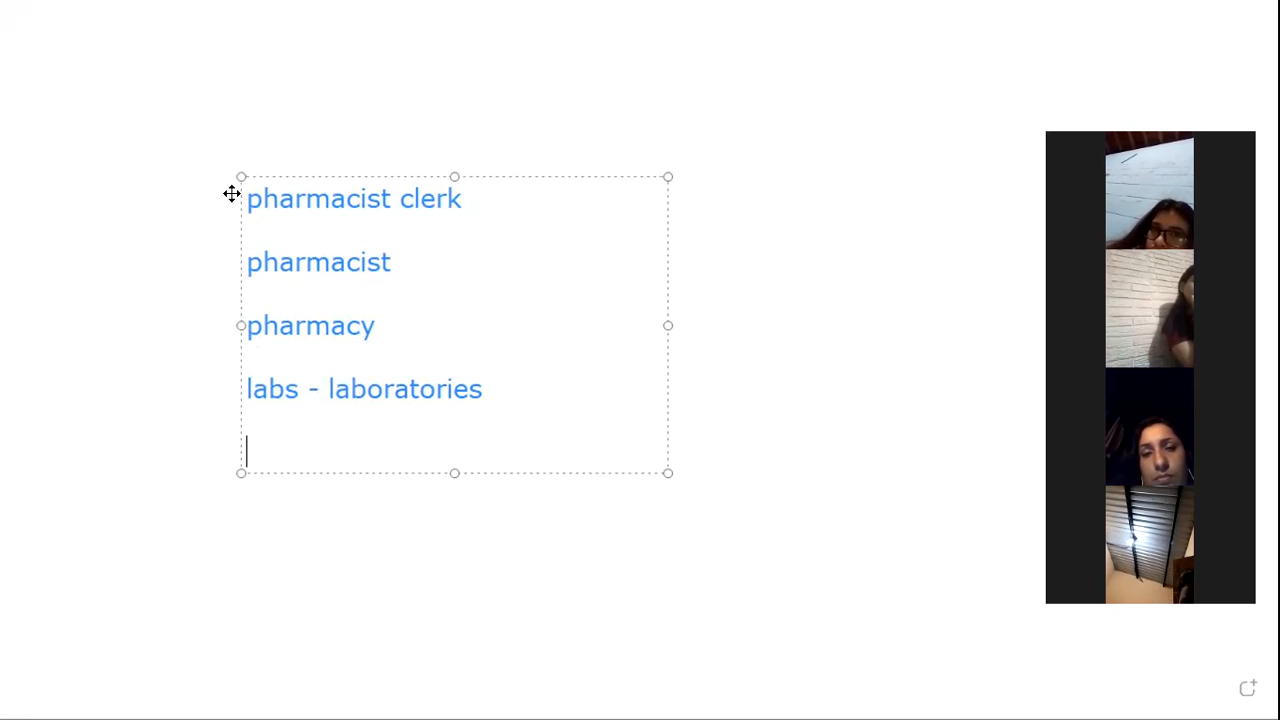 pharmacist clerk
pharmacist
pharmacy
labs - laboratories